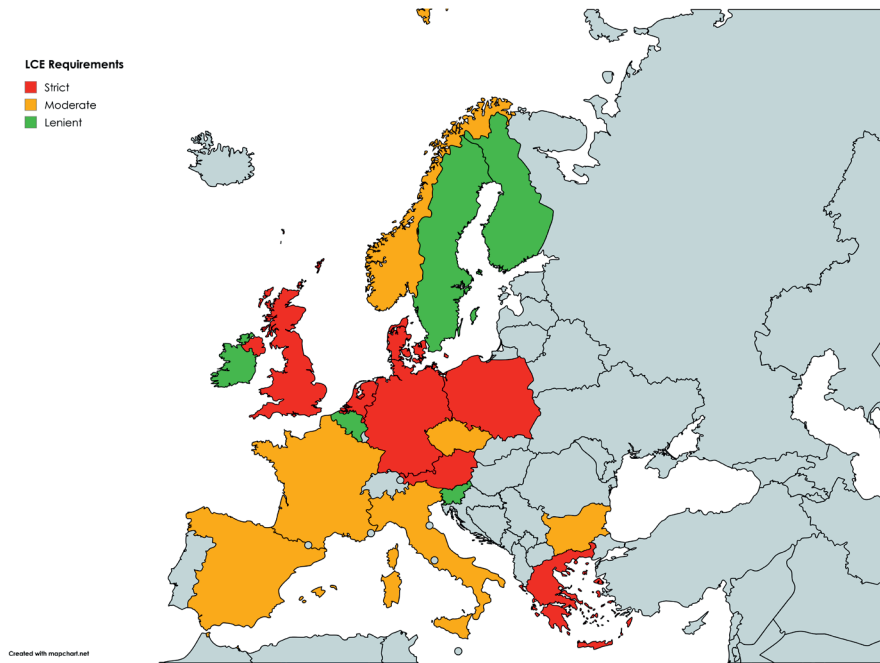 LCE Requirements
Strict
Moderate
Lenient
Created with mapchart.net